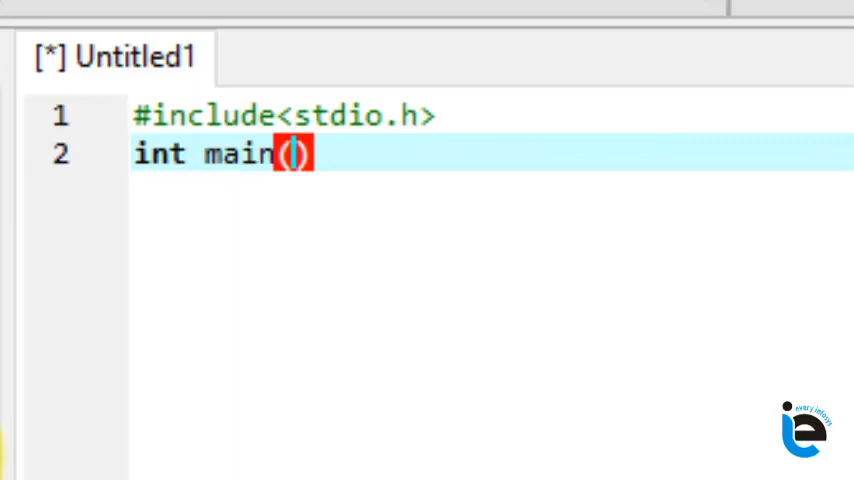 [*] Untitled1
1 #include<stdio.h>
2 int main()
every infosys